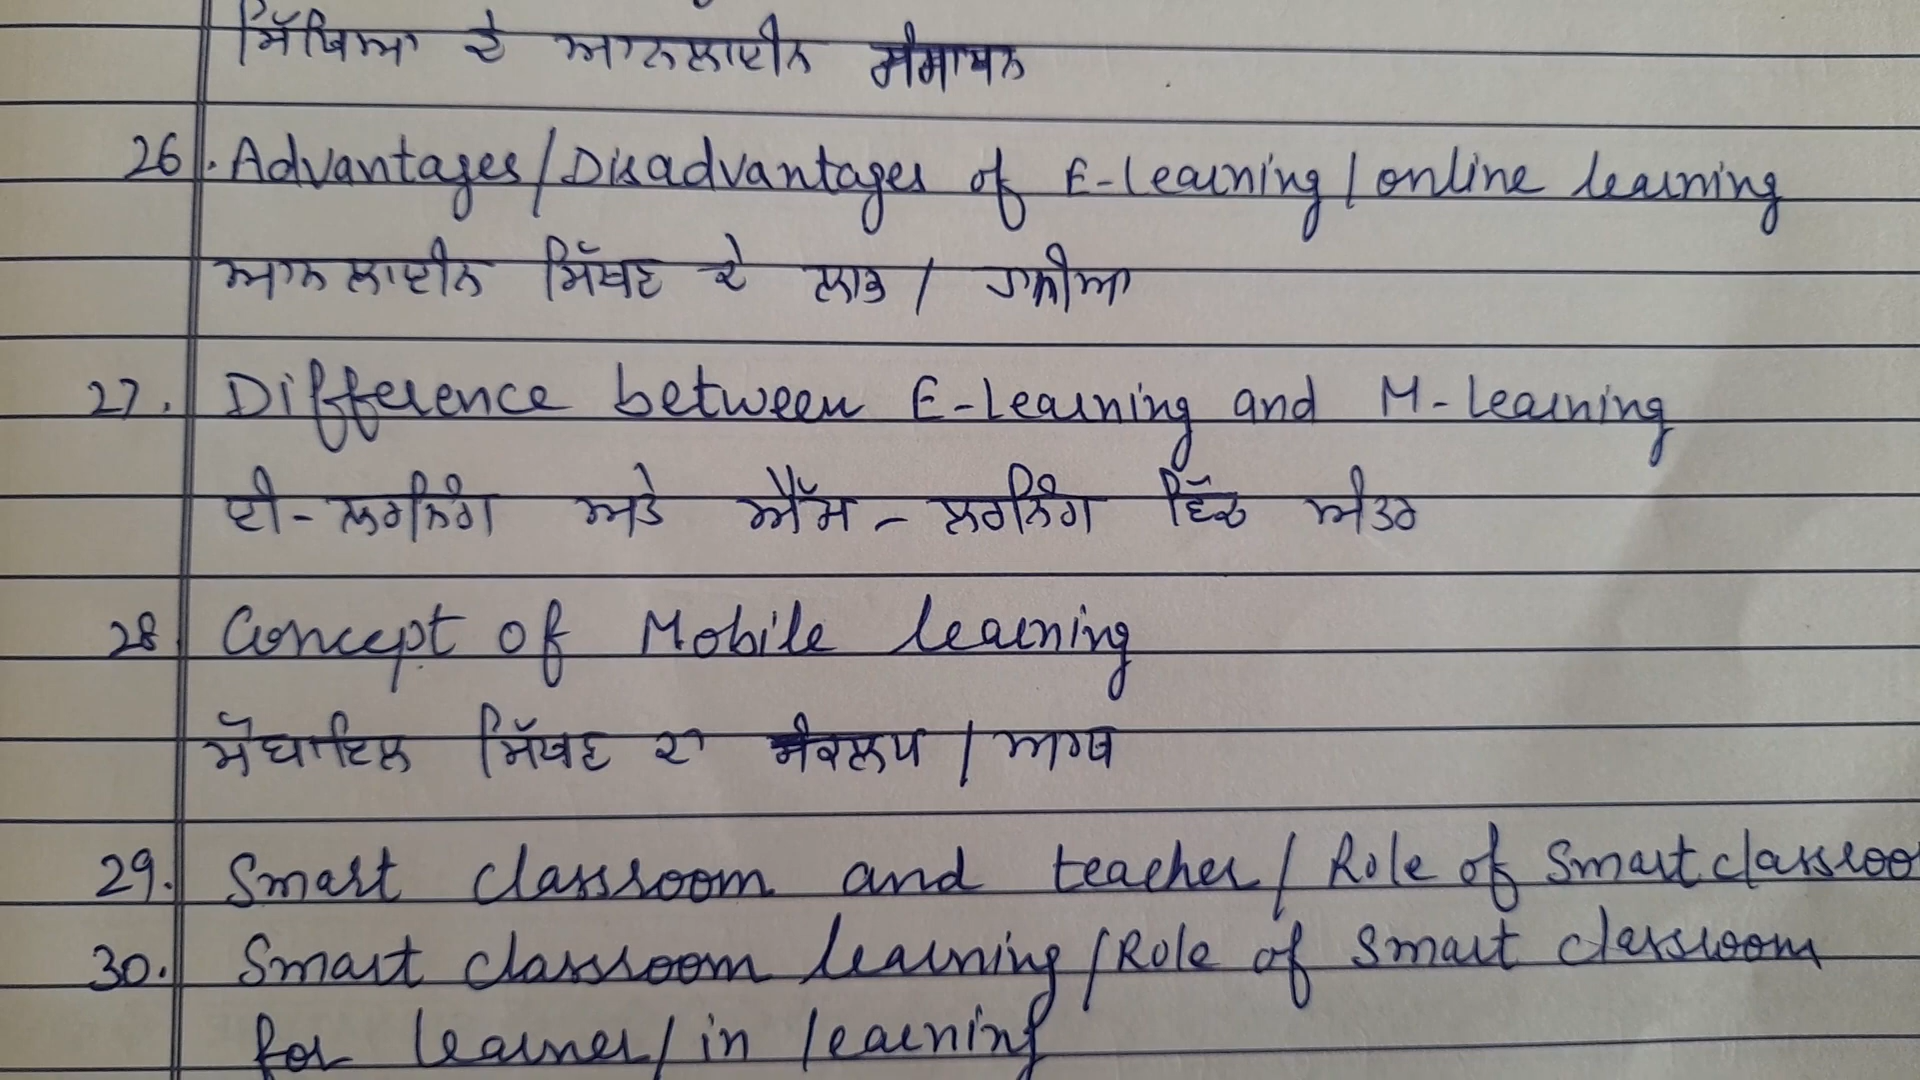 ਸਿੱਖਿਆ ਦੇ ਆਨਲਾਈਨ ਸੰਸਾਧਨ
26. Advantages/Disadvantages of E-learning/online learning
ਆਨਲਾਈਨ ਸਿੱਖਣ ਦੇ ਲਾਭ / ਹਾਨੀਆ
27. Difference between E-Learning and M-Learning
ਈ-ਲਰਨਿੰਗ ਅਤੇ ਐੱਮ-ਲਰਨਿੰਗ ਵਿੱਚ ਅੰਤਰ
28. Concept of Mobile learning
ਮੋਬਾਇਲ ਸਿੱਖਣ ਦਾ ਸੰਕਲਪ / ਅਰਥ
29. Smart classroom and teacher/Role of Smart classroo
30. Smart classroom learning/Role of Smart classroom
for learner/in learning